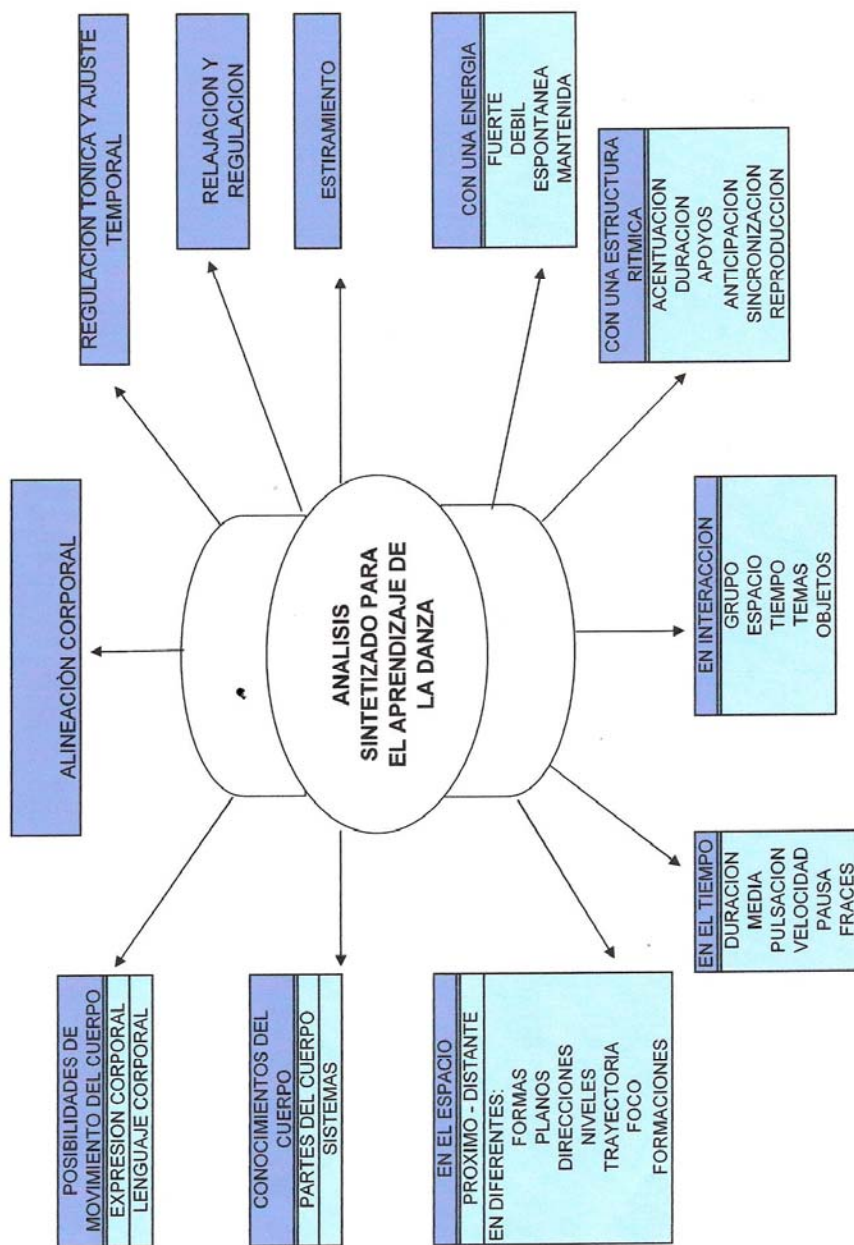 ALINEACIÒN CORPORAL
REGULACION TONICA Y AJUSTE
TEMPORAL
RELAJACION Y
REGULACION
ESTIRAMIENTO
POSIBILIDADES DE
MOVIMIENTO DEL CUERPO
EXPRESION CORPORAL
LENGUAJE CORPORAL
CONOCIMIENTOS DEL
CUERPO
PARTES DEL CUERPO
SISTEMAS
ANALISIS
SINTETIZADO PARA
EL APRENDIZAJE DE
LA DANZA
EN EL ESPACIO
PROXIMO - DISTANTE
EN DIFERENTES:
FORMAS
PLANOS
DIRECCIONES
NIVELES
TRAYECTORIA
FOCO
FORMACIONES
EN EL TIEMPO
DURACION
MEDIA
PULSACION
VELOCIDAD
PAUSA
FRACES
EN INTERACCION
GRUPO
ESPACIO
TIEMPO
TEMAS
OBJETOS
CON UNA ESTRUCTURA
RITMICA
ACENTUACION
DURACION
APOYOS
ANTICIPACION
SINCRONIZACION
REPRODUCCION
CON UNA ENERGIA
FUERTE
DEBIL
ESPONTANEA
MANTENIDA